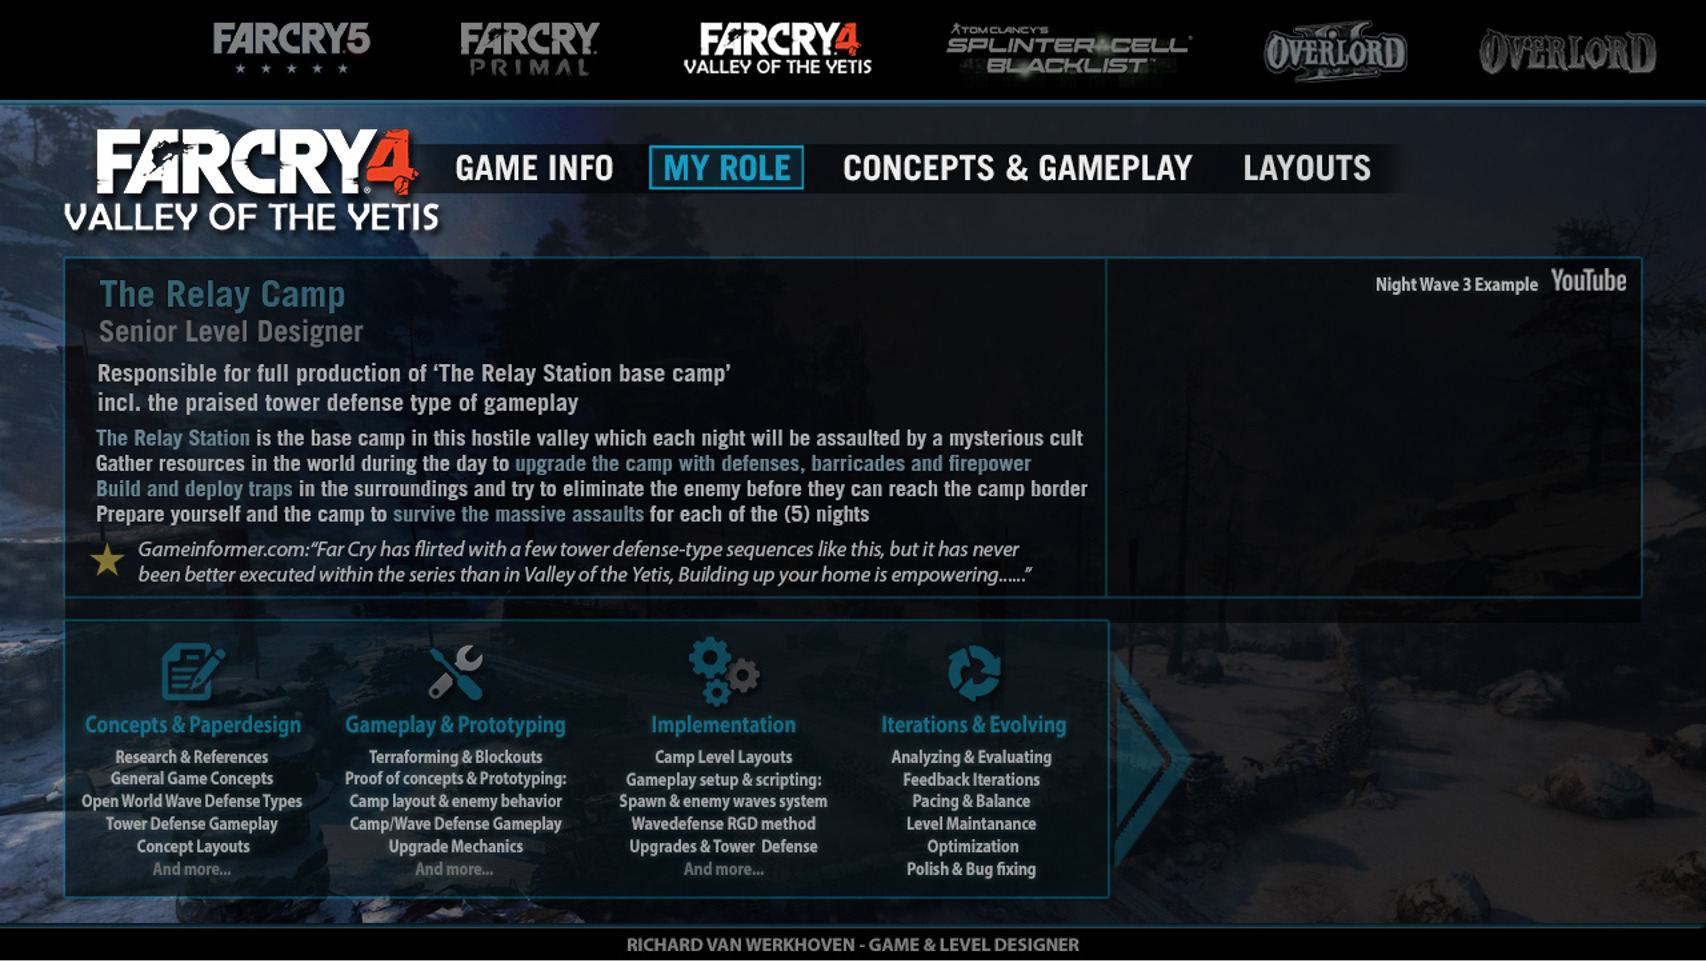 FARCRY.5
FARCRY.
PRIMAL
FARCRY.4
VALLEY OF THE YETIS
TOM CLANCY'S
SPLINTER CELL
BLACKLIST
OVERLORD II
OVERLORD
FARCRY.4
VALLEY OF THE YETIS
GAME INFO
MY ROLE
CONCEPTS & GAMEPLAY
LAYOUTS
The Relay Camp
Senior Level Designer
Responsible for full production of ‘The Relay Station base camp’
incl. the praised tower defense type of gameplay
The Relay Station is the base camp in this hostile valley which each night will be assaulted by a mysterious cult
Gather resources in the world during the day to upgrade the camp with defenses, barricades and firepower
Build and deploy traps in the surroundings and try to eliminate the enemy before they can reach the camp border
Prepare yourself and the camp to survive the massive assaults for each of the (5) nights
Gameinformer.com:“Far Cry has flirted with a few tower defense-type sequences like this, but it has never
been better executed within the series than in Valley of the Yetis, Building up your home is empowering......”
Night Wave 3 Example YouTube
Concepts & Paperdesign
Research & References
General Game Concepts
Open World Wave Defense Types
Tower Defense Gameplay
Concept Layouts
And more...
Gameplay & Prototyping
Terraforming & Blockouts
Proof of concepts & Prototyping:
Camp layout & enemy behavior
Camp/Wave Defense Gameplay
Upgrade Mechanics
And more...
Implementation
Camp Level Layouts
Gameplay setup & scripting:
Spawn & enemy waves system
Wavedefense RGD method
Upgrades & Tower Defense
And more...
Iterations & Evolving
Analyzing & Evaluating
Feedback Iterations
Pacing & Balance
Level Maintanance
Optimization
Polish & Bug fixing
RICHARD VAN WERKHOVEN - GAME & LEVEL DESIGNER